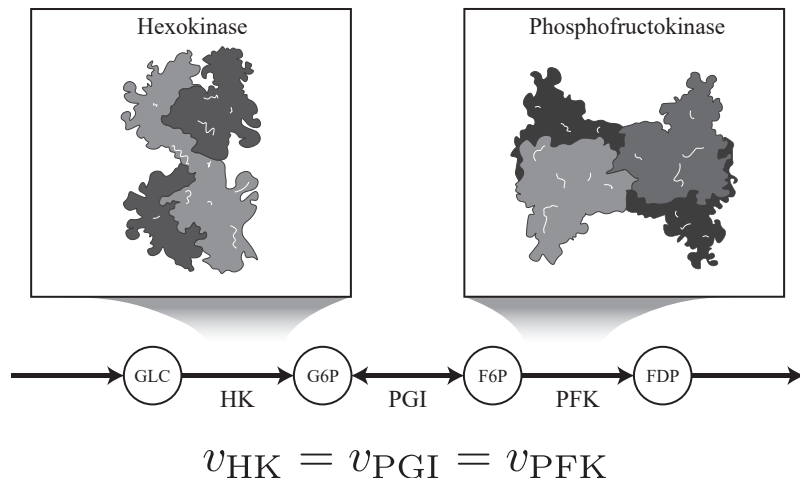 Hexokinase
Phosphofructokinase
GLC
G6P
F6P
FDP
HK
PGI
PFK
v_HK = v_PGI = v_PFK